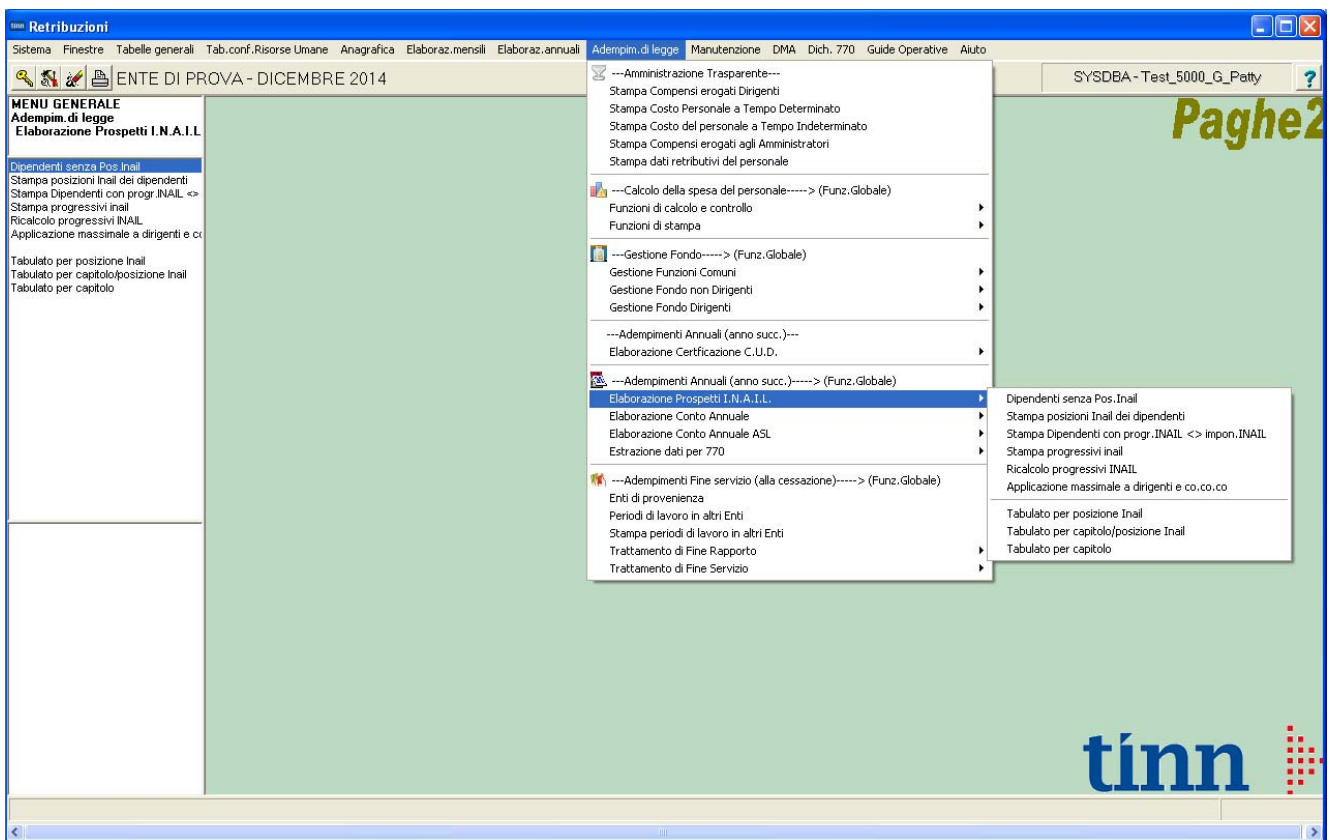 tinn Retribuzioni
Sistema Finestre Tabelle generali Tab.conf.Risorse Umane Anagrafica Elaboraz.mensili Elaboraz.annuali Adempim.di legge Manutenzione DMA Dich. 770 Guide Operative Aiuto
ENTE DI PROVA - DICEMBRE 2014
SYSDBA - Test_5000_G_Patty
?
MENU GENERALE
Adempim.di legge
Elaborazione Prospetti I.N.A.I.L
Dipendenti senza Pos.Inail
Stampa posizioni Inail dei dipendenti
Stampa Dipendenti con progr.INAIL <>
Stampa progressivi inail
Ricalcolo progressivi INAIL
Applicazione massimale a dirigenti e co
Tabulato per posizione Inail
Tabulato per capitolo/posizione Inail
Tabulato per capitolo
---Amministrazione Trasparente---
Stampa Compensi erogati Dirigenti
Stampa Costo Personale a Tempo Determinato
Stampa Costo del personale a Tempo Indeterminato
Stampa Compensi erogati agli Amministratori
Stampa dati retributivi del personale
---Calcolo della spesa del personale-----> (Funz.Globale)
Funzioni di calcolo e controllo
Funzioni di stampa
---Gestione Fondo-----> (Funz.Globale)
Gestione Funzioni Comuni
Gestione Fondo non Dirigenti
Gestione Fondo Dirigenti
---Adempimenti Annuali (anno succ.)---
Elaborazione Certficazione C.U.D.
---Adempimenti Annuali (anno succ.)-----> (Funz.Globale)
Elaborazione Prospetti I.N.A.I.L.
Elaborazione Conto Annuale
Elaborazione Conto Annuale ASL
Estrazione dati per 770
---Adempimenti Fine servizio (alla cessazione)-----> (Funz.Globale)
Enti di provenienza
Periodi di lavoro in altri Enti
Stampa periodi di lavoro in altri Enti
Trattamento di Fine Rapporto
Trattamento di Fine Servizio
Dipendenti senza Pos.Inail
Stampa posizioni Inail dei dipendenti
Stampa Dipendenti con progr.INAIL <> impon.INAIL
Stampa progressivi inail
Ricalcolo progressivi INAIL
Applicazione massimale a dirigenti e co.co.co
Tabulato per posizione Inail
Tabulato per capitolo/posizione Inail
Tabulato per capitolo
Paghe2
tinn